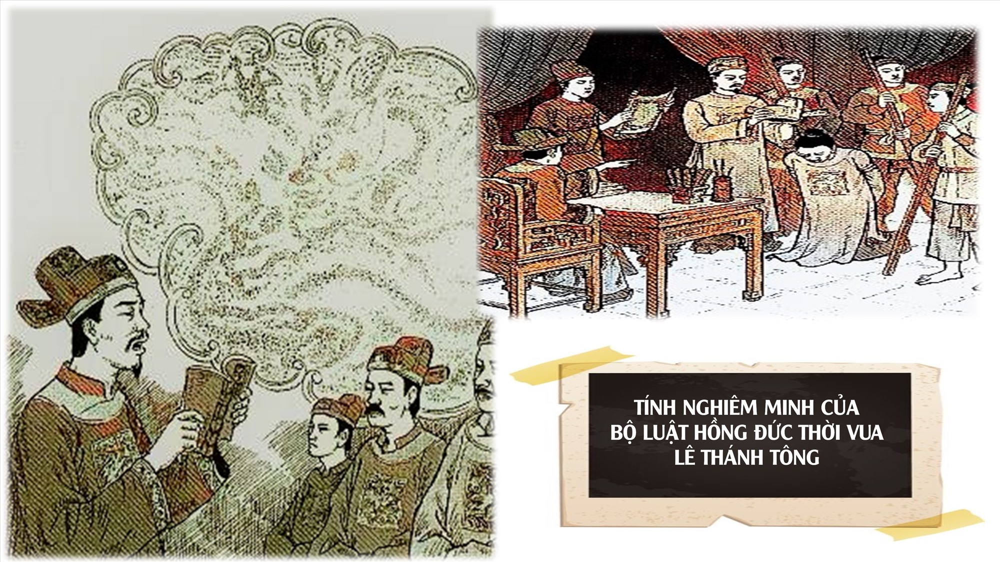 TÍNH NGHIÊM MINH CỦA
BỘ LUẬT HỒNG ĐỨC THỜI VUA
LÊ THÁNH TÔNG